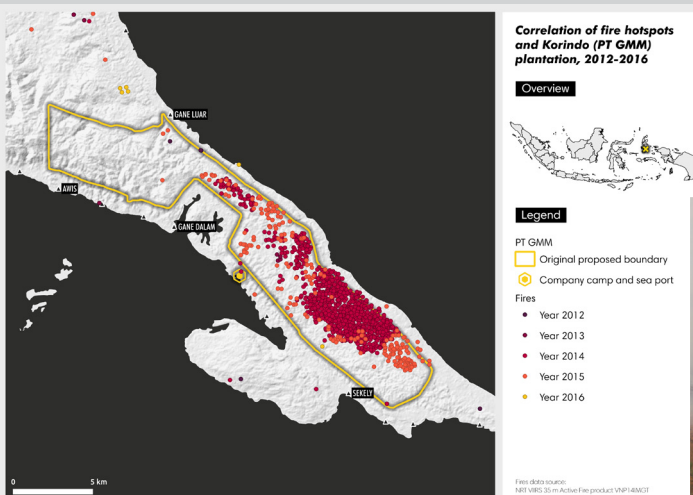 Correlation of fire hotspots
and Korindo (PT GMM)
plantation, 2012-2016
Overview
Legend
PT GMM
Original proposed boundary
Company camp and sea port
Fires
Year 2012
Year 2013
Year 2014
Year 2015
Year 2016
Fires data source:
NRT VIIRS 35 m Active Fire product VNP14IMGT
GANE LUAR
AWIS
GANE DALAM
SEKELY
0 5 km